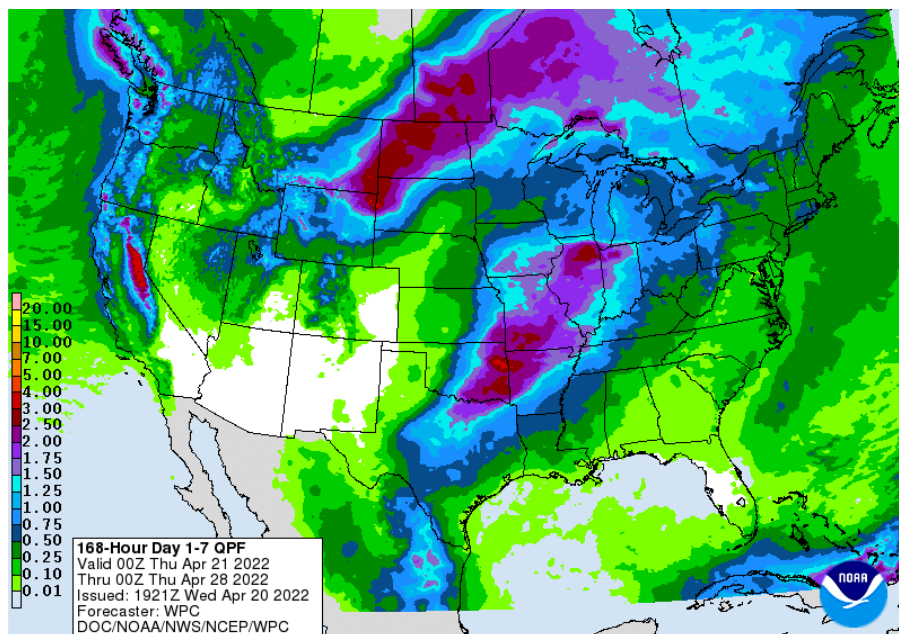 20.00
15.00
10.00
7.00
5.00
4.00
3.00
2.50
2.00
1.75
1.50
1.25
1.00
0.75
0.50
0.25
0.10
0.01
168-Hour Day 1-7 QPF
Valid 00Z Thu Apr 21 2022
Thru 00Z Thu Apr 28 2022
Issued: 1921Z Wed Apr 20 2022
Forecaster: WPC
DOC/NOAA/NWS/NCEP/WPC
NOAA